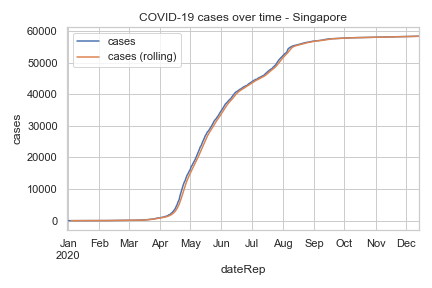 COVID-19 cases over time - Singapore
cases
cases (rolling)
60000
50000
40000
30000
20000
10000
0
cases
Jan Feb Mar Apr May Jun Jul Aug Sep Oct Nov Dec
2020
dateRep